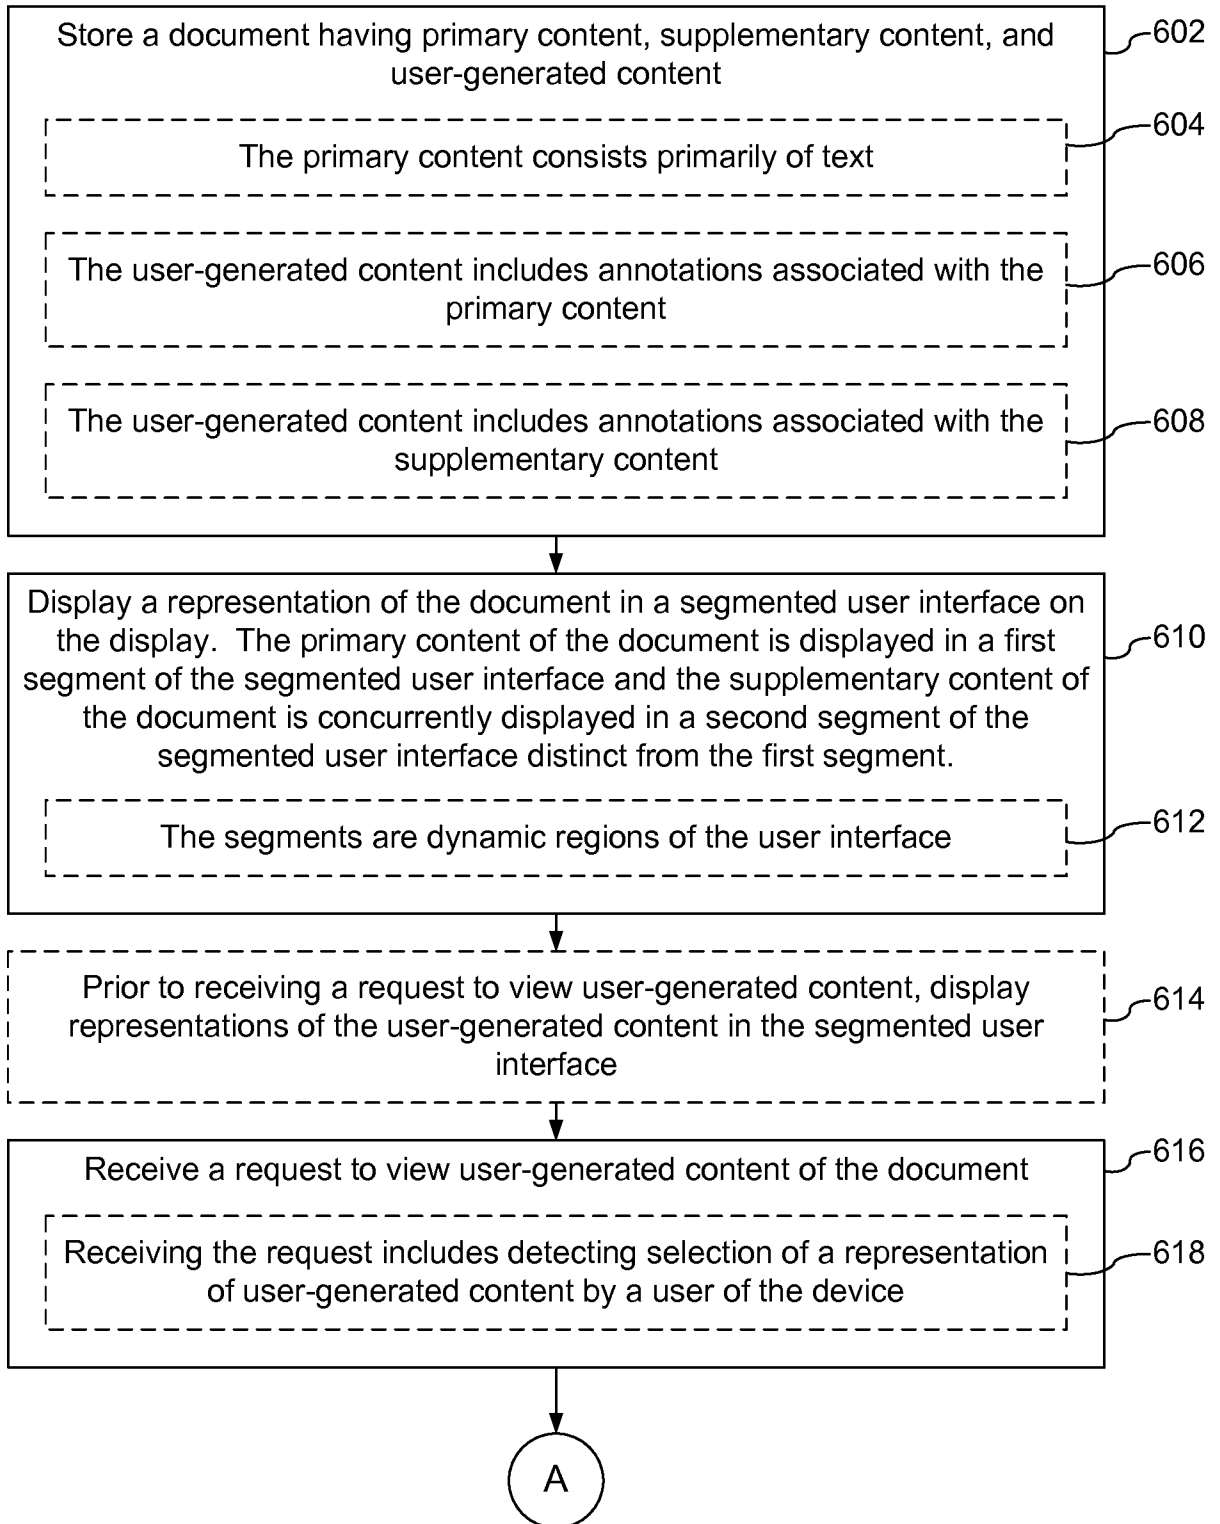 Store a document having primary content, supplementary content, and
user-generated content
602
The primary content consists primarily of text
604
The user-generated content includes annotations associated with the
primary content
606
The user-generated content includes annotations associated with the
supplementary content
608
Display a representation of the document in a segmented user interface on
the display.  The primary content of the document is displayed in a first
segment of the segmented user interface and the supplementary content of
the document is concurrently displayed in a second segment of the
segmented user interface distinct from the first segment.
610
The segments are dynamic regions of the user interface
612
Prior to receiving a request to view user-generated content, display
representations of the user-generated content in the segmented user
interface
614
Receive a request to view user-generated content of the document
616
Receiving the request includes detecting selection of a representation
of user-generated content by a user of the device
618
A